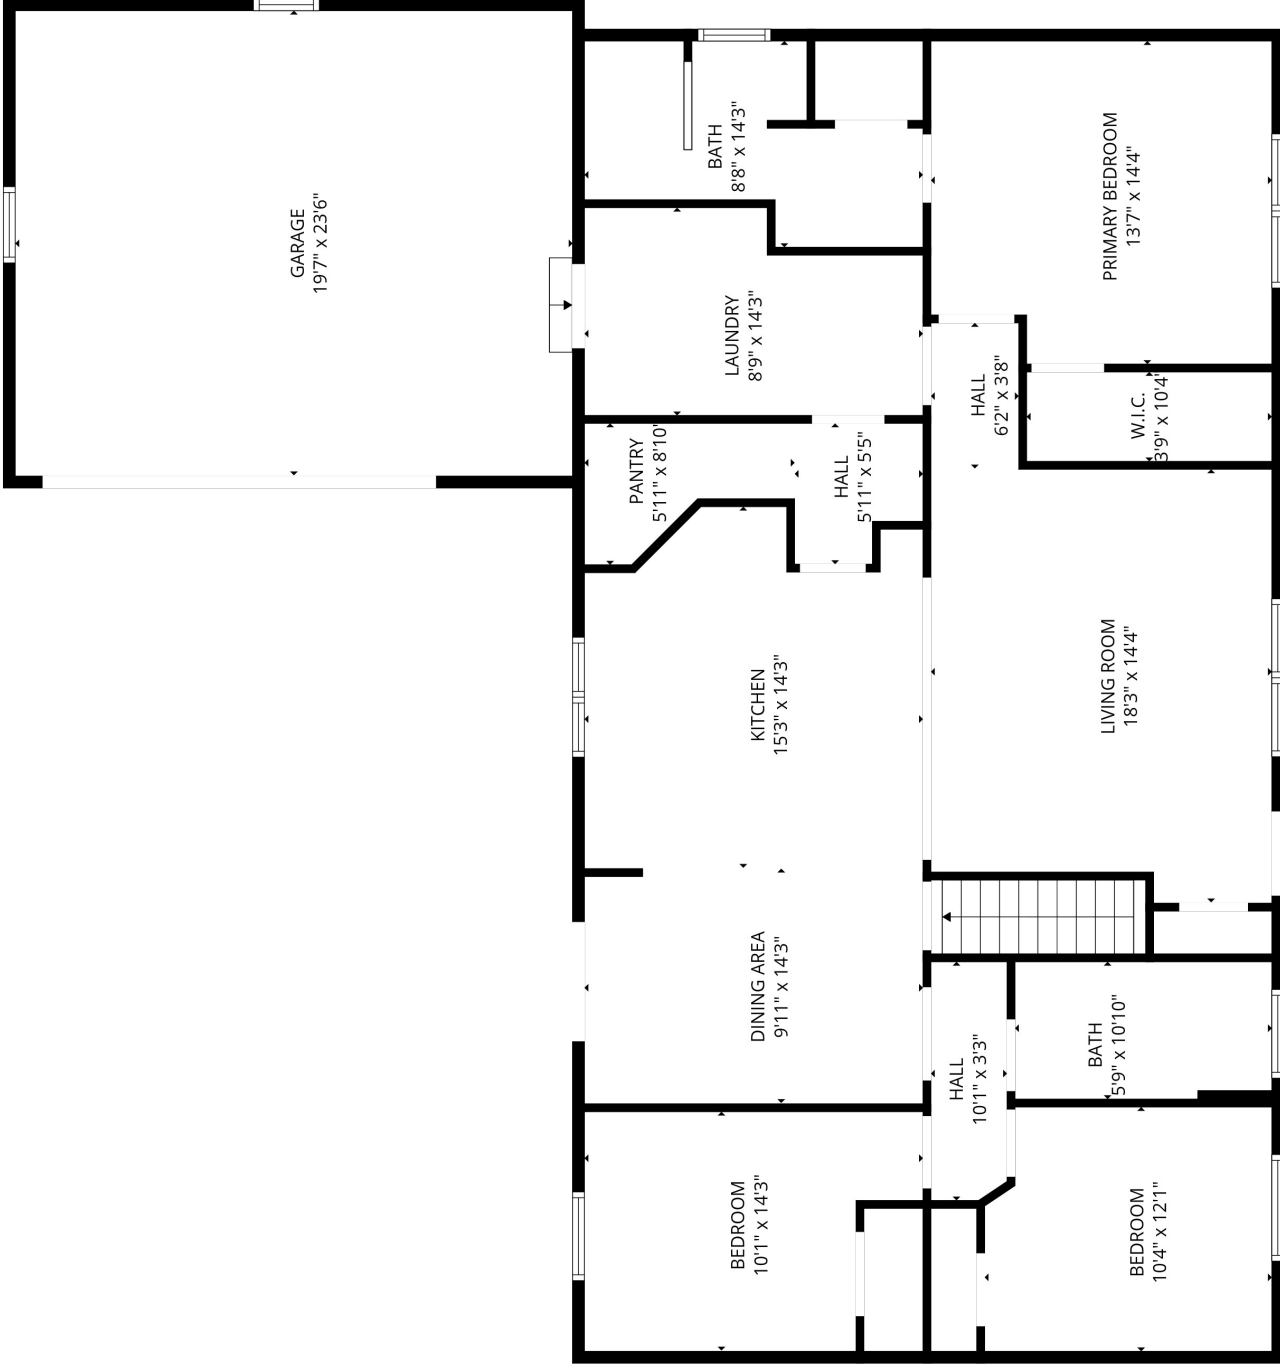 GARAGE
19'7" x 23'6"
BATH
8'8" x 14'3"
PRIMARY BEDROOM
13'7" x 14'4"
LAUNDRY
8'9" x 14'3"
HALL
6'2" x 3'8"
W.I.C.
3'9" x 10'4'
PANTRY
5'11" x 8'10'
HALL
5'11" x 5'5"
KITCHEN
15'3" x 14'3"
LIVING ROOM
18'3" x 14'4"
DINING AREA
9'11" x 14'3"
HALL
10'1" x 3'3"
BATH
5'9" x 10'10"
BEDROOM
10'1" x 14'3"
BEDROOM
10'4" x 12'1"